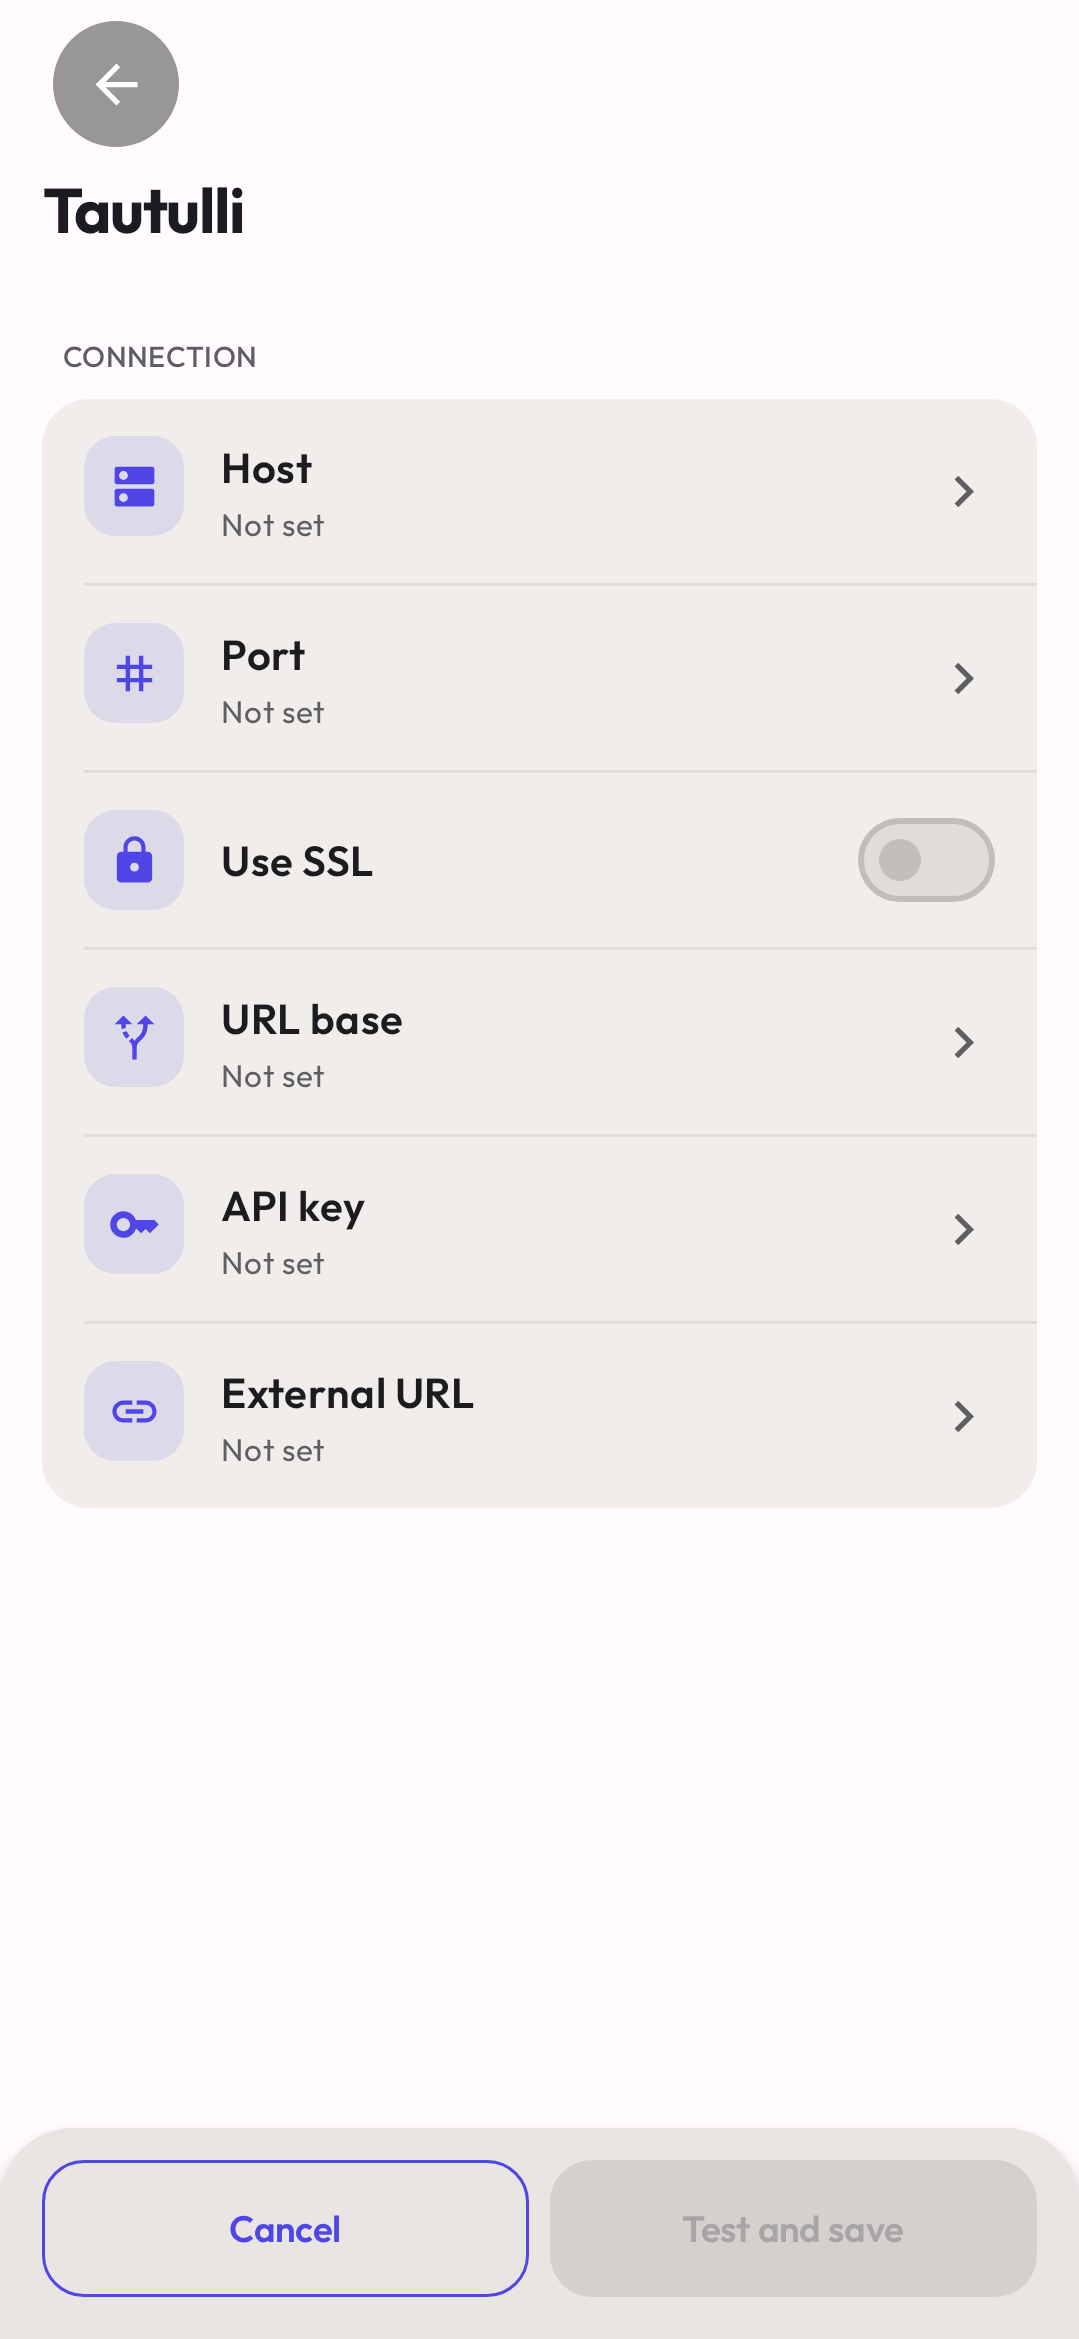 Tautulli
CONNECTION
Host
Not set
Port
Not set
Use SSL
URL base
Not set
API key
Not set
External URL
Not set
Cancel
Test and save